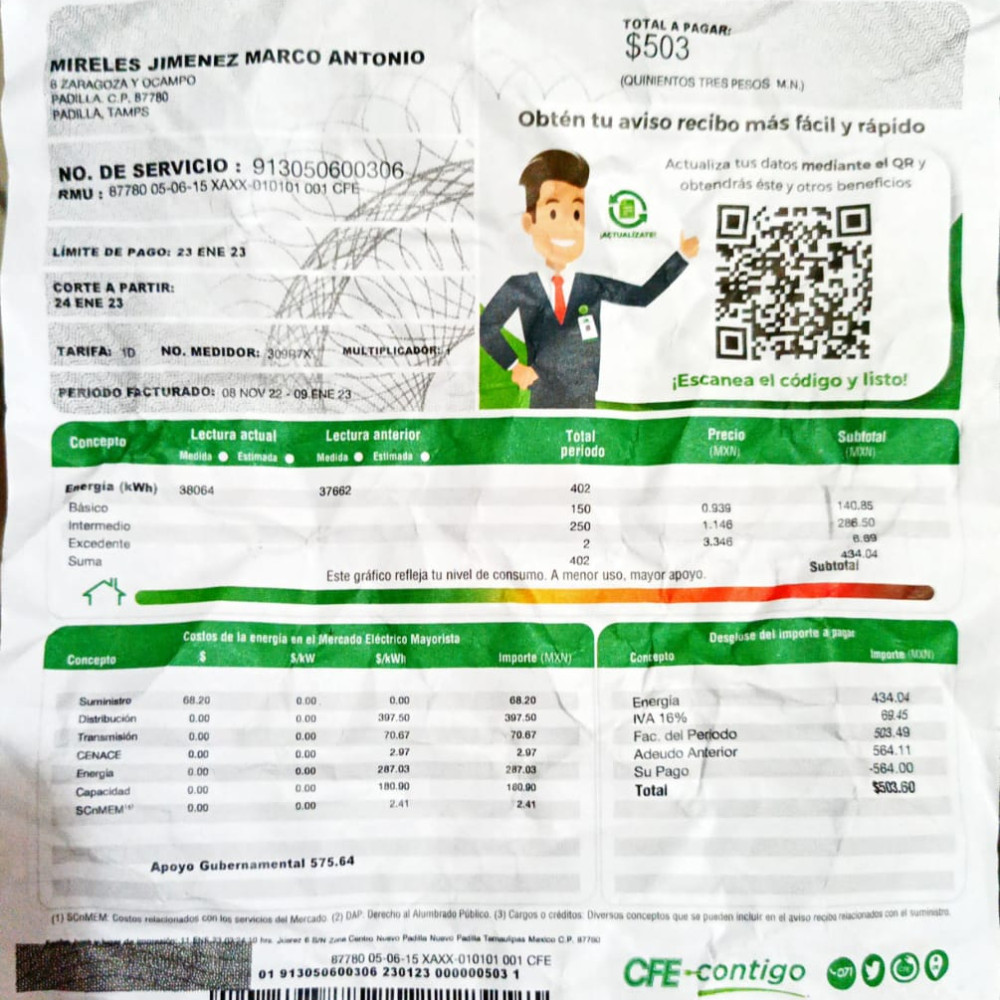 MIRELES JIMENEZ MARCO ANTONIO
8 ZARAGOZA Y OCAMPO
PADILLA, C.P. 87780
PADILLA, TAMPS
TOTAL A PAGAR:
$503
(QUINIENTOS TRES PESOS M.N.)
NO. DE SERVICIO : 913050600306
RMU : 87780 05-06-15 XAXX-010101 001 CFE
LÍMITE DE PAGO: 23 ENE 23
CORTE A PARTIR:
24 ENE 23
TARIFA: 1D NO. MEDIDOR: MULTIPLICADOR: 1
PERIODO FACTURADO: 08 NOV 22 - 09 ENE 23
Obtén tu aviso recibo más fácil y rápido
Actualiza tus datos mediante el QR y
obtendrás éste y otros beneficios
¡ACTUALÍZATE!
¡Escanea el código y listo!
Concepto Lectura actual Lectura anterior Total periodo Precio (MXN) Subtotal (MXN)
Medida Estimada Medida Estimada
Energía (kWh) 38064 37662 402
Básico 150 0.939 140.85
Intermedio 250 1.146 286.50
Excedente 2 3.346 6.69
Suma 402 434.04
Subtotal
Este gráfico refleja tu nivel de consumo. A menor uso, mayor apoyo.
Costos de la energía en el Mercado Eléctrico Mayorista
Concepto $ $/kW $/kWh Importe (MXN)
Suministro 68.20 0.00 0.00 68.20
Distribución 0.00 0.00 397.50 397.50
Transmisión 0.00 0.00 70.67 70.67
CENACE 0.00 0.00 2.97 2.97
Energía 0.00 0.00 287.03 287.03
Capacidad 0.00 0.00 180.90 180.90
SCnMEM 0.00 0.00 2.41 2.41
Apoyo Gubernamental 575.64
Desglose del importe a pagar
Concepto Importe (MXN)
Energía 434.04
IVA 16% 69.45
Fac. del Periodo 503.49
Adeudo Anterior 564.11
Su Pago -564.00
Total $503.60
(1) SCnMEM: Costos relacionados con los servicios del Mercado. (2) DAP: Derecho al Alumbrado Público. (3) Cargos o créditos: Diversos conceptos que se pueden incluir en el aviso recibo relacionados con el suministro.
hrs. Juarez 6 S/N Zona Centro Nuevo Padilla Nuevo Padilla Tamaulipas Mexico C.P. 87780
87780 05-06-15 XAXX-010101 001 CFE
01 913050600306 230123 000000503 1
CFE-contigo
071